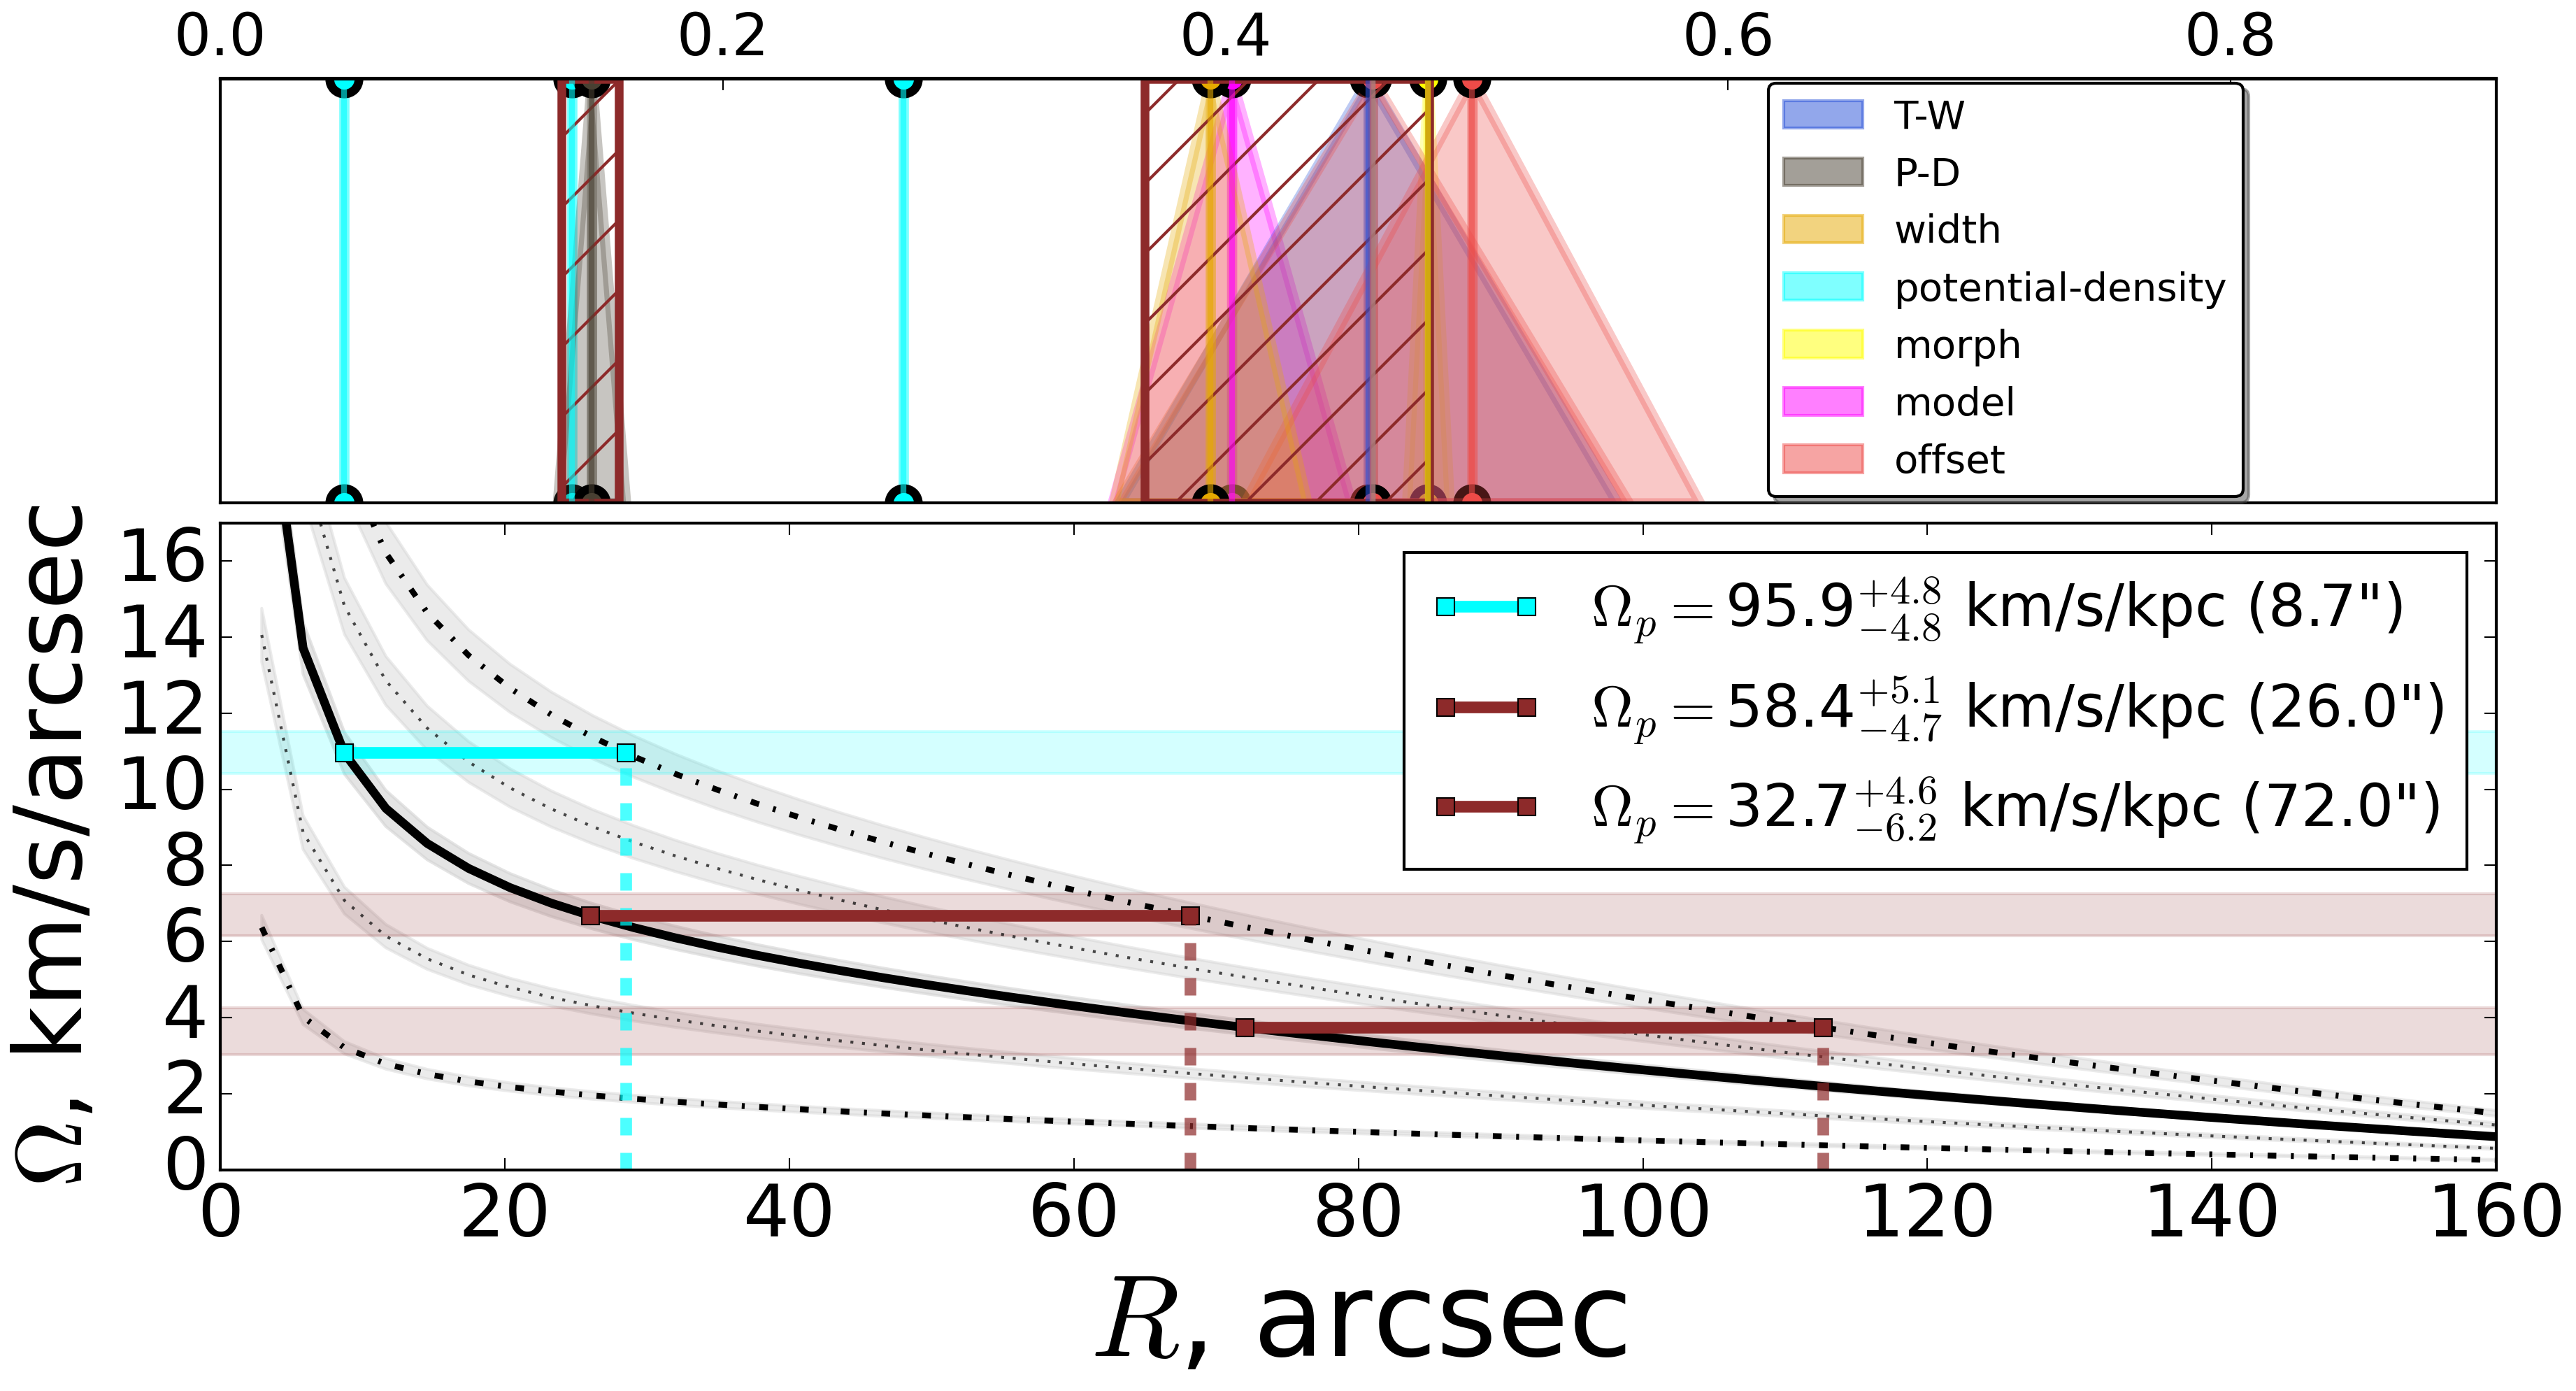 0.0 0.2 0.4 0.6 0.8
T-W
P-D
width
potential-density
morph
model
offset
Ω, km/s/arcsec
16
14
12
10
8
6
4
2
0
Ωₚ = 95.9 +4.8 −4.8 km/s/kpc (8.7")
Ωₚ = 58.4 +5.1 −4.7 km/s/kpc (26.0")
Ωₚ = 32.7 +4.6 −6.2 km/s/kpc (72.0")
0 20 40 60 80 100 120 140 160
R, arcsec